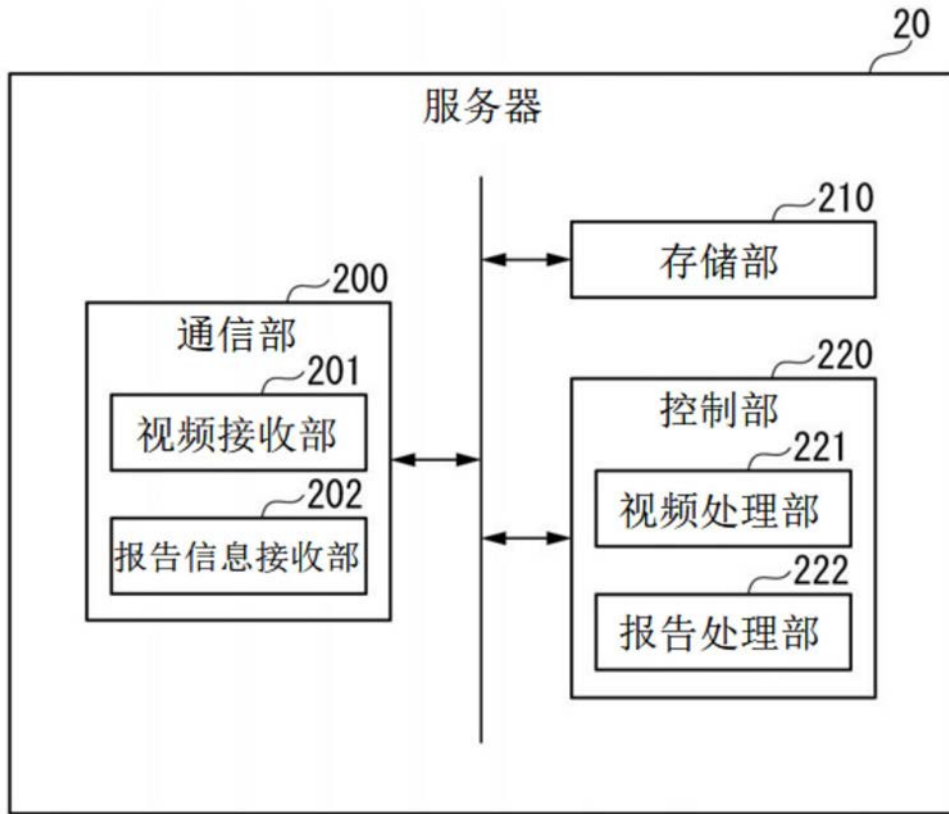 20
服务器
210
存储部
200
通信部
201
视频接收部
202
报告信息接收部
220
控制部
221
视频处理部
222
报告处理部